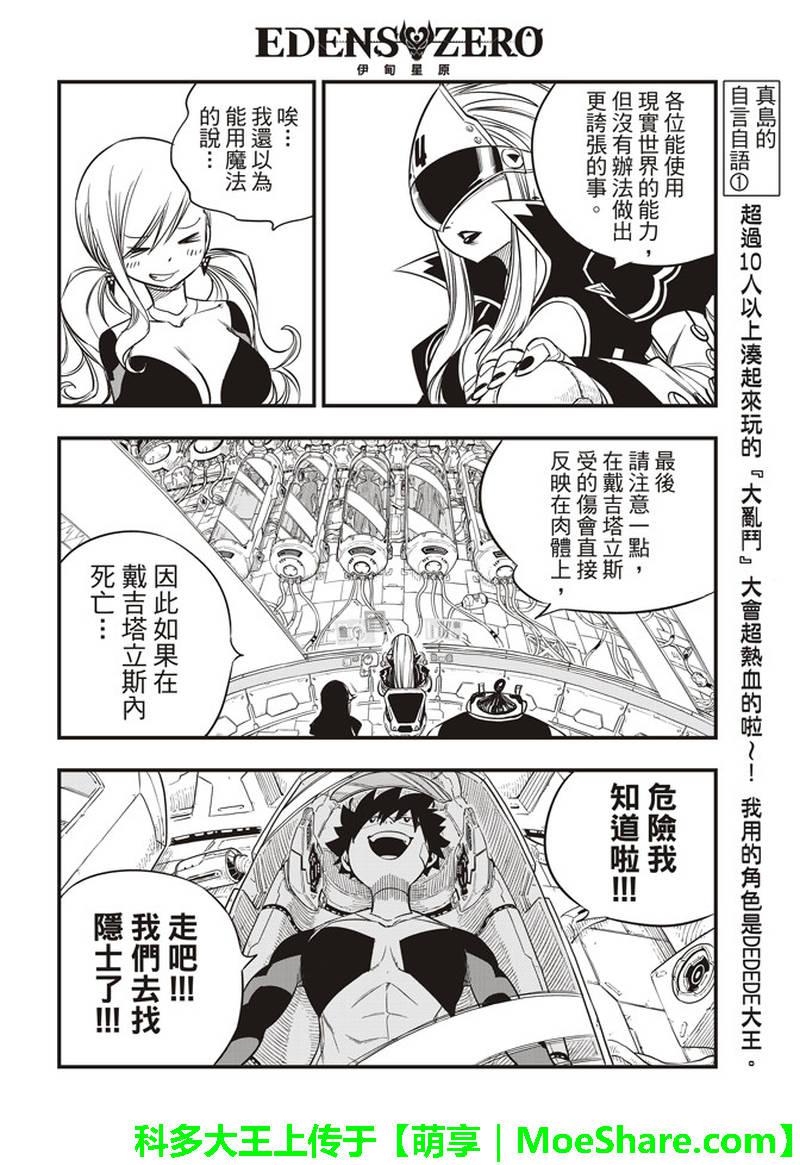 EDENS ZERO
伊甸星原
真島的
自言自語①
超過10人以上湊起來玩的『大亂鬥』大會超熱血的啦～！ 我用的角色是DEDEDE大王。
各位能使用
現實世界的能力，
但沒有辦法做出
更誇張的事。
唉…
我還以為
能用魔法
的說…
4
最後
請注意一點，
在戴吉塔立斯
受的傷會直接
反映在肉體上，
因此如果在
戴吉塔立斯內
死亡…
危險我
知道啦!!!
走吧!!!
我們去找
隱士了!!!
科多大王上传于【萌享｜MoeShare.com】